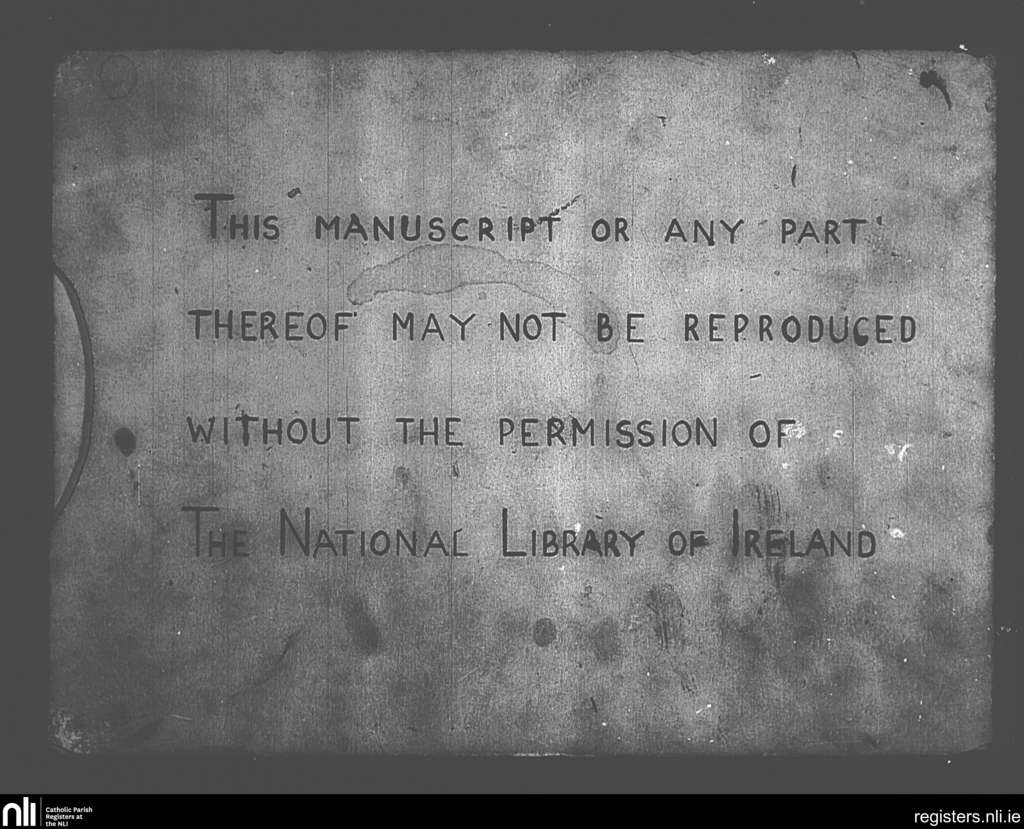 THIS MANUSCRIPT OR ANY PART
THEREOF MAY NOT BE REPRODUCED
WITHOUT THE PERMISSION OF
THE NATIONAL LIBRARY OF IRELAND
nli
Catholic Parish
Registers at
the NLI
registers.nli.ie